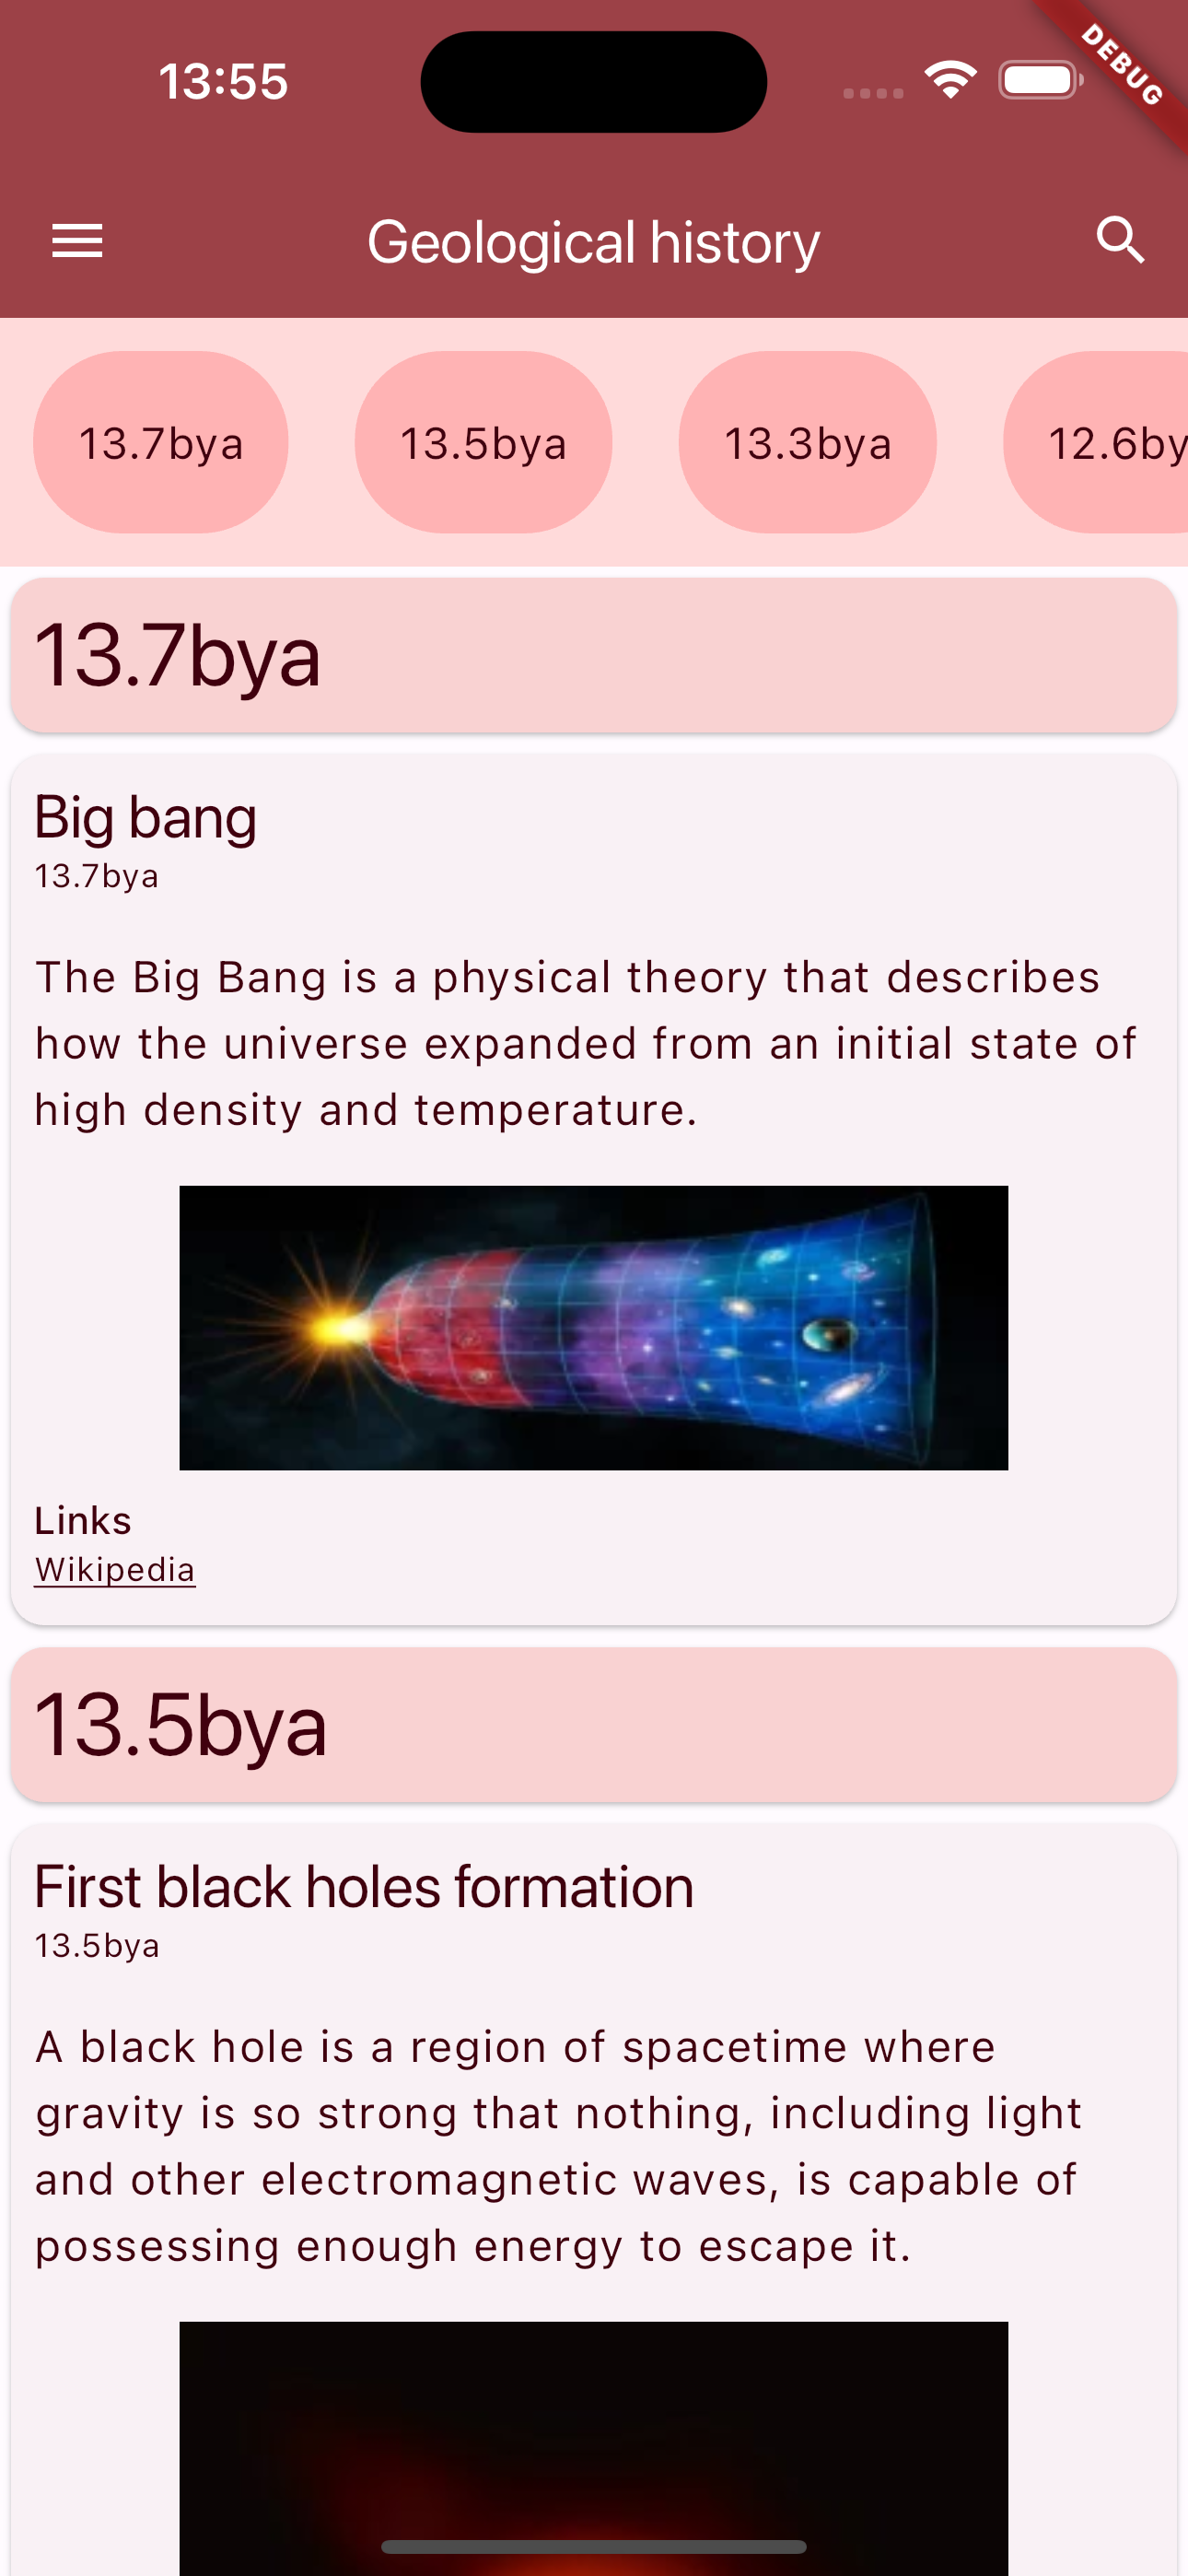 13:55
DEBUG
Geological history
13.7bya
13.5bya
13.3bya
12.6by
13.7bya
Big bang
13.7bya
The Big Bang is a physical theory that describes
how the universe expanded from an initial state of
high density and temperature.
Links
Wikipedia
13.5bya
First black holes formation
13.5bya
A black hole is a region of spacetime where
gravity is so strong that nothing, including light
and other electromagnetic waves, is capable of
possessing enough energy to escape it.